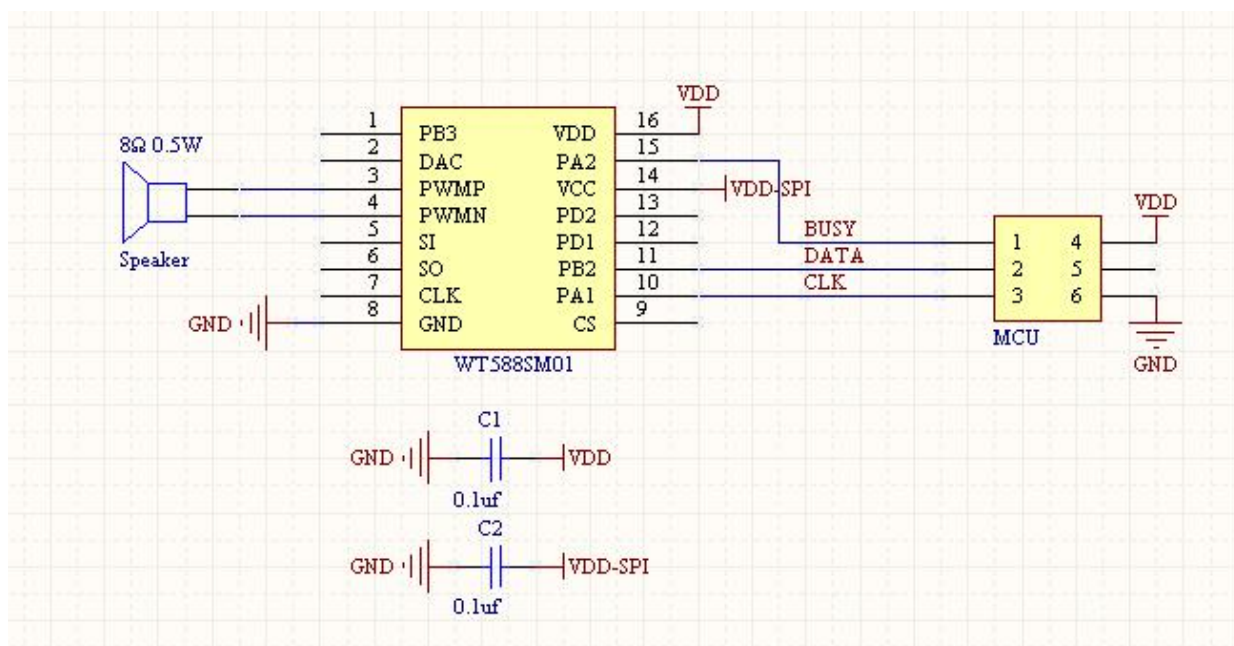 VDD
8Ω 0.5W
Speaker
1 PB3 VDD 16
2 DAC PA2 15
3 PWMP VCC 14
4 PWMN PD2 13
5 SI PD1 12
6 SO PB2 11
7 CLK PA1 10
8 GND CS 9
GND
WT588SM01
VDD-SPI
BUSY
DATA
CLK
VDD
1 4
2 5
3 6
MCU
GND
C1
GND VDD
0.1uf
C2
GND VDD-SPI
0.1uf